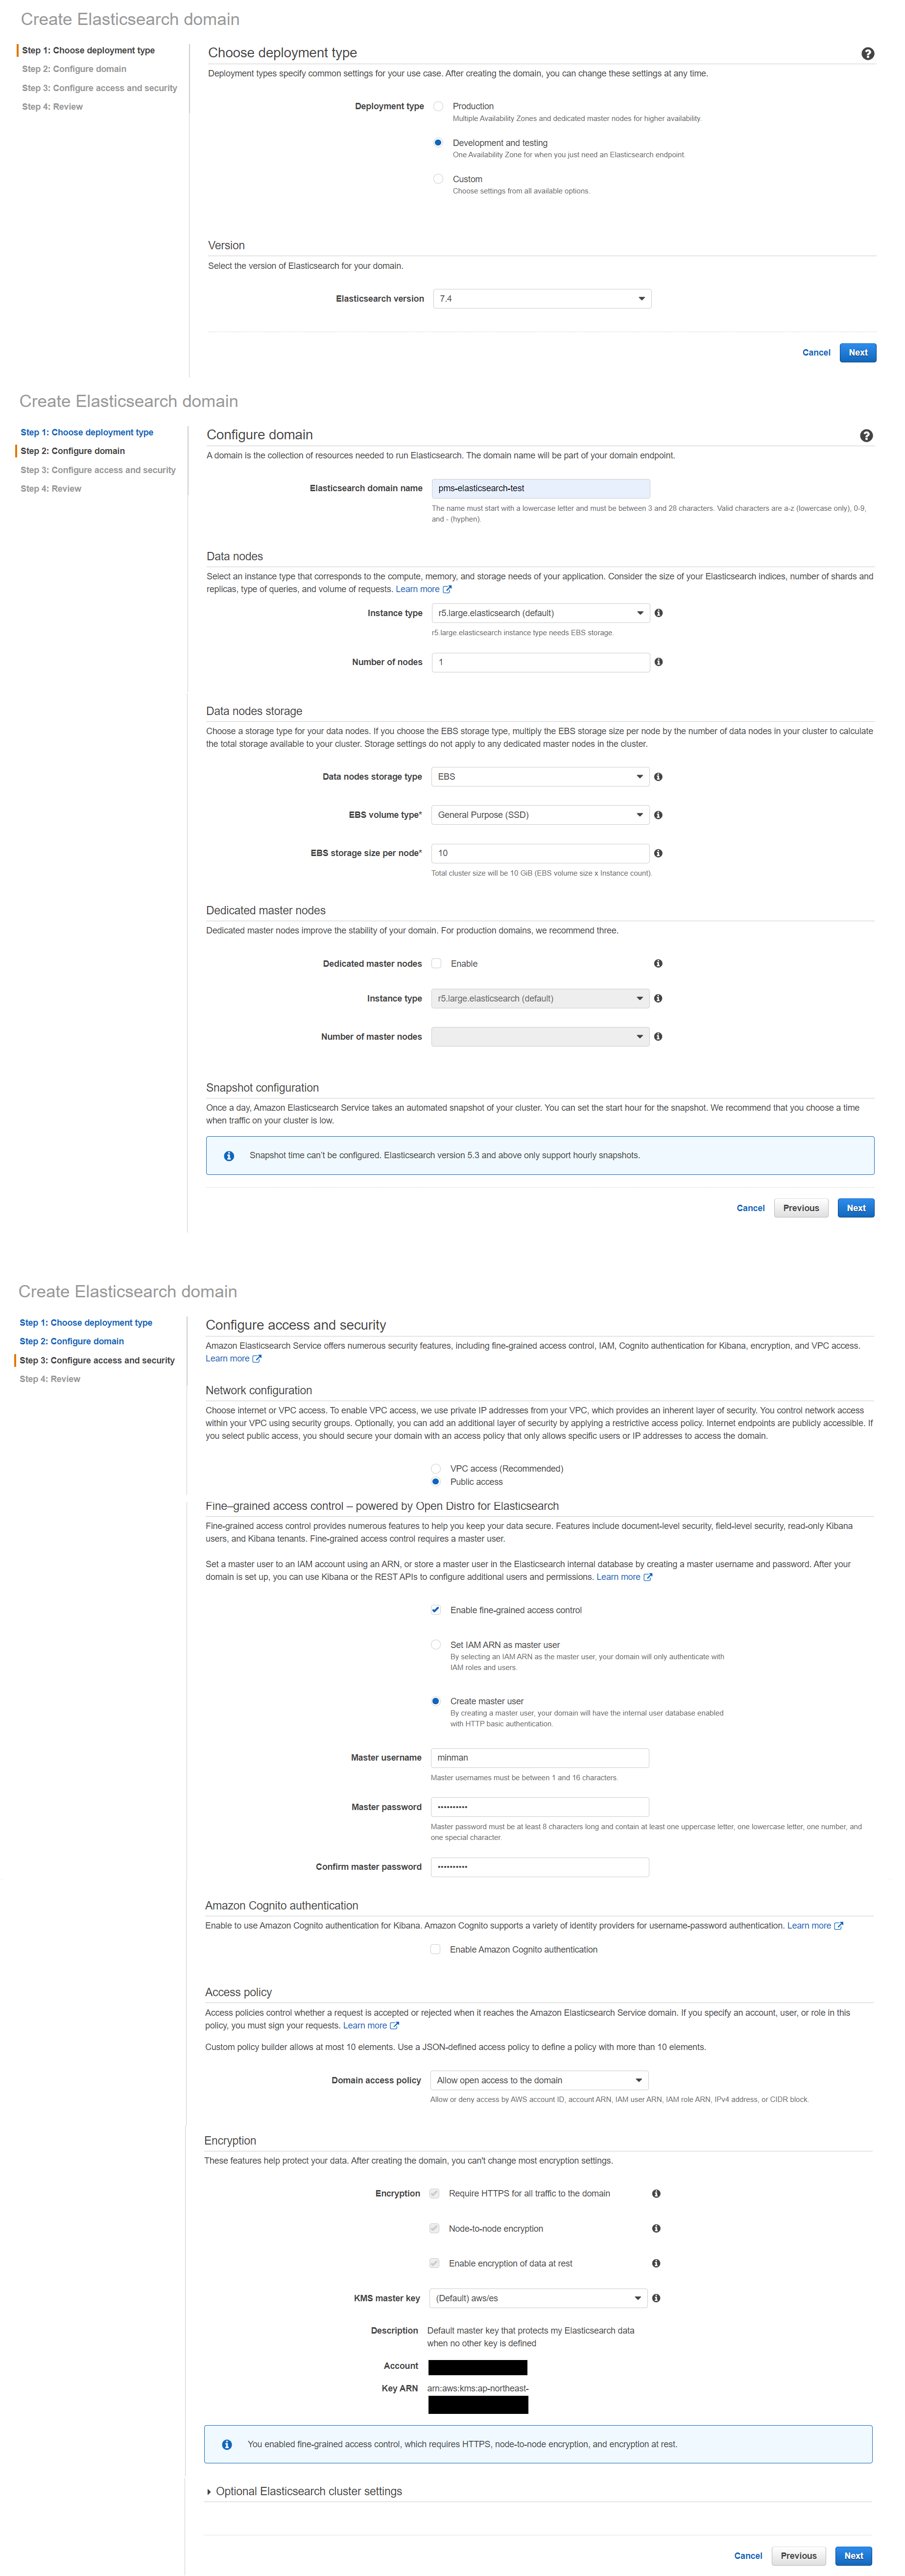 Create Elasticsearch domain
Step 1: Choose deployment type
Step 2: Configure domain
Step 3: Configure access and security
Step 4: Review
Choose deployment type
Deployment types specify common settings for your use case. After creating the domain, you can change these settings at any time.
Deployment type
Production
Multiple Availability Zones and dedicated master nodes for higher availability.
Development and testing
One Availability Zone for when you just need an Elasticsearch endpoint.
Custom
Choose settings from all available options.
Version
Select the version of Elasticsearch for your domain.
Elasticsearch version 7.4
Cancel Next
Create Elasticsearch domain
Step 1: Choose deployment type
Step 2: Configure domain
Step 3: Configure access and security
Step 4: Review
Configure domain
A domain is the collection of resources needed to run Elasticsearch. The domain name will be part of your domain endpoint.
Elasticsearch domain name pms-elasticsearch-test
The name must start with a lowercase letter and must be between 3 and 28 characters. Valid characters are a-z (lowercase only), 0-9,
and - (hyphen).
Data nodes
Select an instance type that corresponds to the compute, memory, and storage needs of your application. Consider the size of your Elasticsearch indices, number of shards and
replicas, type of queries, and volume of requests. Learn more
Instance type r5.large.elasticsearch (default)
r5.large.elasticsearch instance type needs EBS storage.
Number of nodes 1
Data nodes storage
Choose a storage type for your data nodes. If you choose the EBS storage type, multiply the EBS storage size per node by the number of data nodes in your cluster to calculate
the total storage available to your cluster. Storage settings do not apply to any dedicated master nodes in the cluster.
Data nodes storage type EBS
EBS volume type* General Purpose (SSD)
EBS storage size per node* 10
Total cluster size will be 10 GiB (EBS volume size x Instance count).
Dedicated master nodes
Dedicated master nodes improve the stability of your domain. For production domains, we recommend three.
Dedicated master nodes Enable
Instance type r5.large.elasticsearch (default)
Number of master nodes
Snapshot configuration
Once a day, Amazon Elasticsearch Service takes an automated snapshot of your cluster. You can set the start hour for the snapshot. We recommend that you choose a time
when traffic on your cluster is low.
Snapshot time can't be configured. Elasticsearch version 5.3 and above only support hourly snapshots.
Cancel Previous Next
Create Elasticsearch domain
Step 1: Choose deployment type
Step 2: Configure domain
Step 3: Configure access and security
Step 4: Review
Configure access and security
Amazon Elasticsearch Service offers numerous security features, including fine-grained access control, IAM, Cognito authentication for Kibana, encryption, and VPC access.
Learn more
Network configuration
Choose internet or VPC access. To enable VPC access, we use private IP addresses from your VPC, which provides an inherent layer of security. You control network access
within your VPC using security groups. Optionally, you can add an additional layer of security by applying a restrictive access policy. Internet endpoints are publicly accessible. If
you select public access, you should secure your domain with an access policy that only allows specific users or IP addresses to access the domain.
VPC access (Recommended)
Public access
Fine–grained access control – powered by Open Distro for Elasticsearch
Fine-grained access control provides numerous features to help you keep your data secure. Features include document-level security, field-level security, read-only Kibana
users, and Kibana tenants. Fine-grained access control requires a master user.
Set a master user to an IAM account using an ARN, or store a master user in the Elasticsearch internal database by creating a master username and password. After your
domain is set up, you can use Kibana or the REST APIs to configure additional users and permissions. Learn more
Enable fine-grained access control
Set IAM ARN as master user
By selecting an IAM ARN as the master user, your domain will only authenticate with
IAM roles and users.
Create master user
By creating a master user, your domain will have the internal user database enabled
with HTTP basic authentication.
Master username minman
Master usernames must be between 1 and 16 characters.
Master password ••••••••••
Master password must be at least 8 characters long and contain at least one uppercase letter, one lowercase letter, one number, and
one special character.
Confirm master password ••••••••••
Amazon Cognito authentication
Enable to use Amazon Cognito authentication for Kibana. Amazon Cognito supports a variety of identity providers for username-password authentication. Learn more
Enable Amazon Cognito authentication
Access policy
Access policies control whether a request is accepted or rejected when it reaches the Amazon Elasticsearch Service domain. If you specify an account, user, or role in this
policy, you must sign your requests. Learn more
Custom policy builder allows at most 10 elements. Use a JSON-defined access policy to define a policy with more than 10 elements.
Domain access policy Allow open access to the domain
Allow or deny access by AWS account ID, account ARN, IAM user ARN, IAM role ARN, IPv4 address, or CIDR block.
Encryption
These features help protect your data. After creating the domain, you can't change most encryption settings.
Encryption Require HTTPS for all traffic to the domain
Node-to-node encryption
Enable encryption of data at rest
KMS master key (Default) aws/es
Description Default master key that protects my Elasticsearch data
when no other key is defined
Account
Key ARN arn:aws:kms:ap-northeast-
You enabled fine-grained access control, which requires HTTPS, node-to-node encryption, and encryption at rest.
Optional Elasticsearch cluster settings
Cancel Previous Next